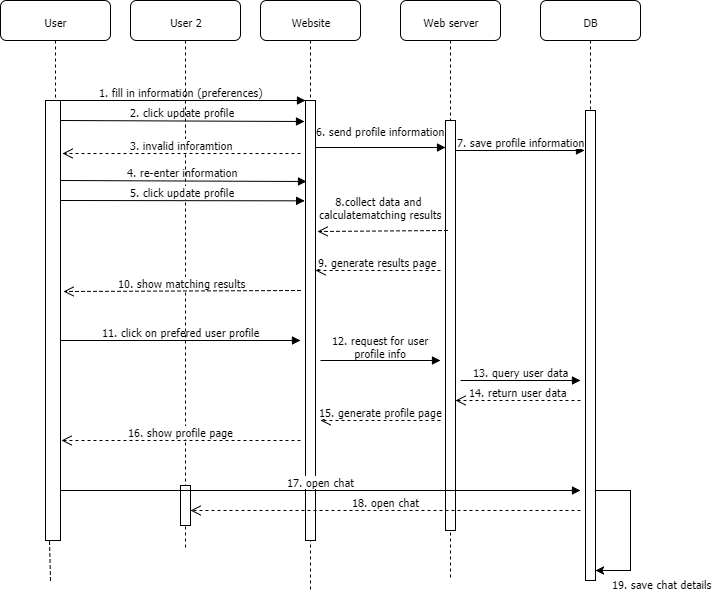 User
User 2
Website
Web server
DB
1. fill in information (preferences)
2. click update profile
6. send profile information
7. save profile information
3. invalid inforamtion
4. re-enter information
5. click update profile
8.collect data and
calculatematching results
9. generate results page
10. show matching results
11. click on prefered user profile
12. request for user
profile info
13. query user data
14. return user data
15. generate profile page
16. show profile page
17. open chat
18. open chat
19. save chat details